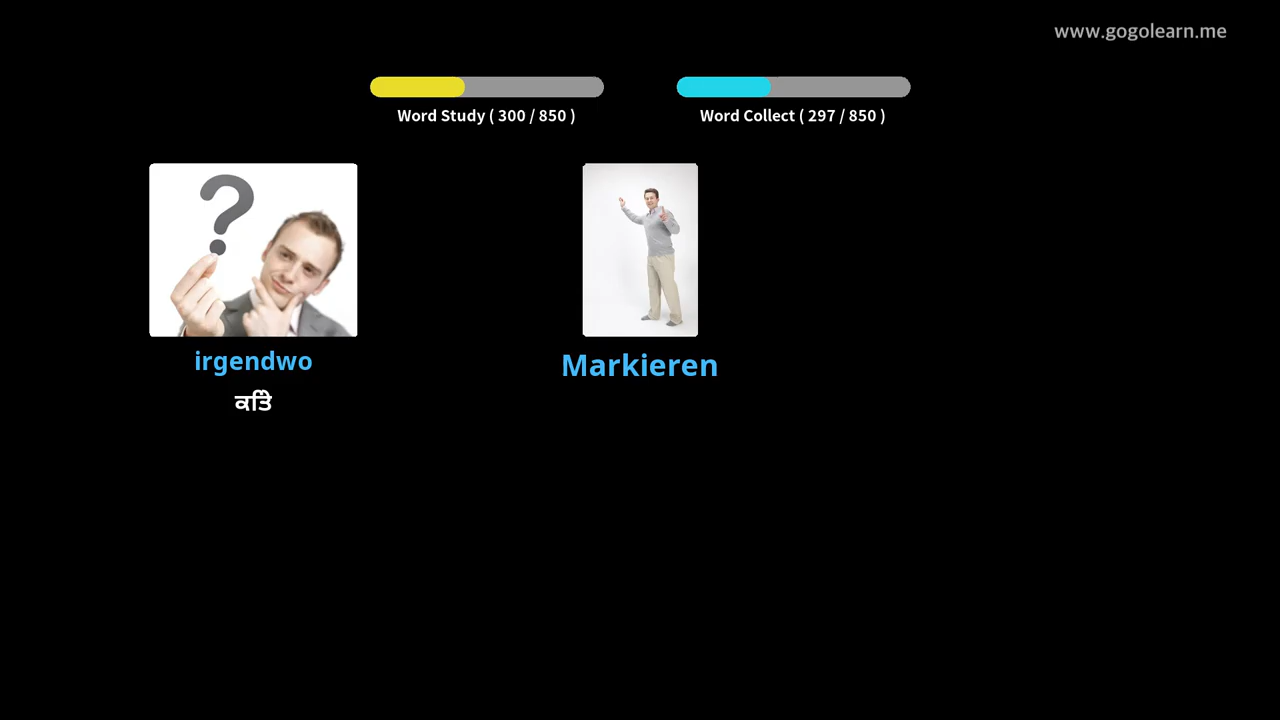 www.gogolearn.me
Word Study ( 300 / 850 )
Word Collect ( 297 / 850 )
irgendwo
Markieren
ਕਤਿੇ